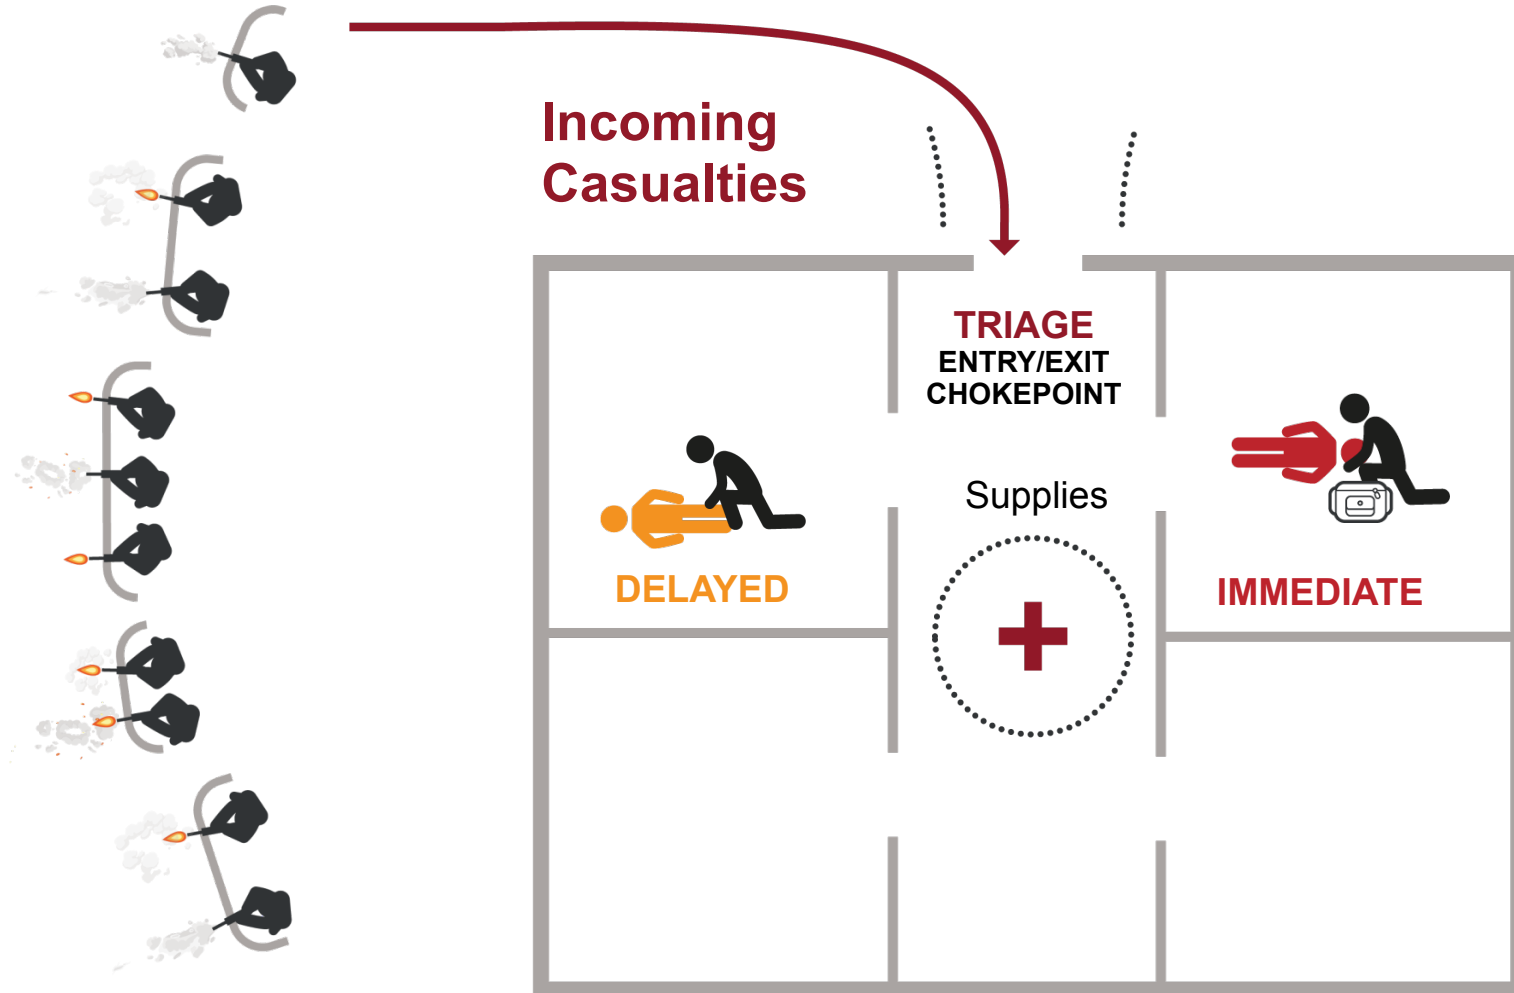 Incoming
Casualties
TRIAGE
ENTRY/EXIT
CHOKEPOINT
Supplies
DELAYED
IMMEDIATE